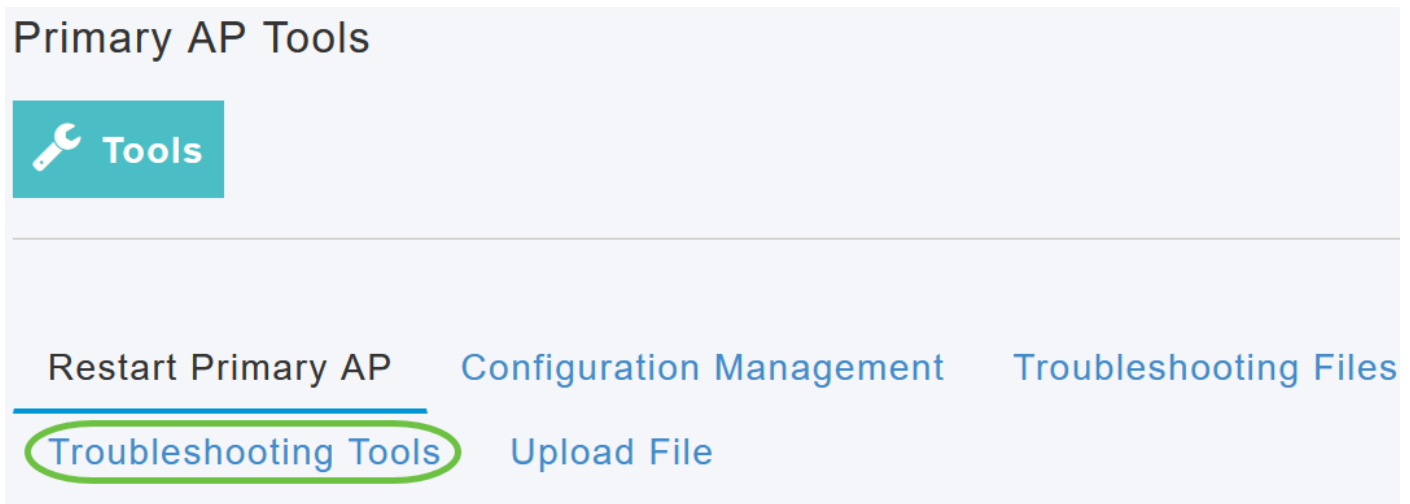 Primary AP Tools
Tools
Restart Primary AP Configuration Management Troubleshooting Files
Troubleshooting Tools Upload File